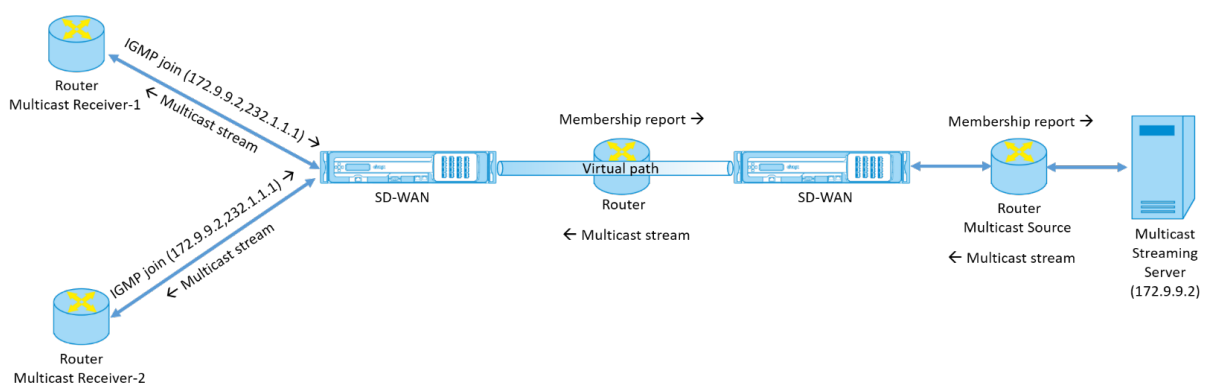 IGMP join (172.9.9.2,232.1.1.1) →
← Multicast stream
Router
Multicast Receiver-1
Membership report →
Membership report →
Virtual path
SD-WAN
Router
SD-WAN
Router
Multicast Source
← Multicast stream
← Multicast stream
Multicast
Streaming
Server
(172.9.9.2)
IGMP join (172.9.9.2,232.1.1.1) →
← Multicast stream
Router
Multicast Receiver-2